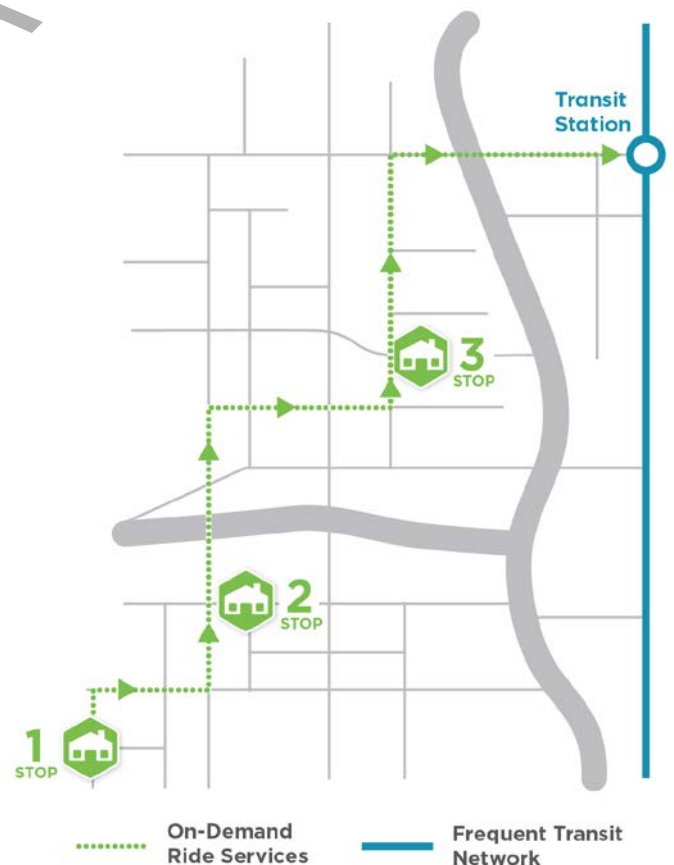 Transit
Station
3
STOP
2
STOP
1
STOP
On-Demand
Ride Services
Frequent Transit
Network